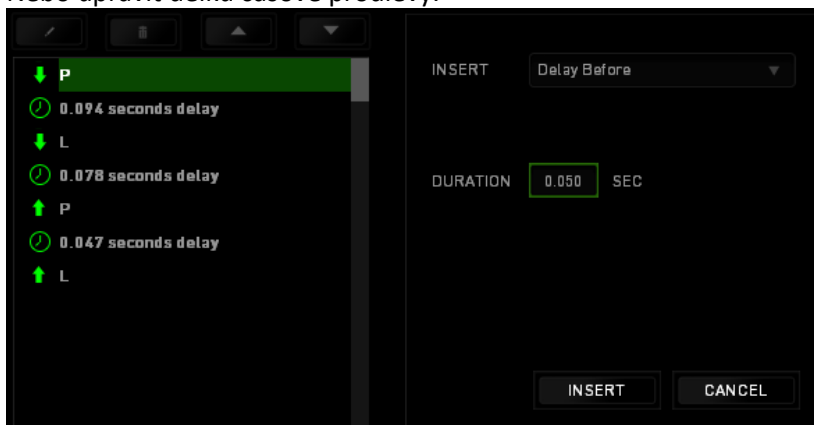 Nebo upravit délku časové prodlevy.
P
0.094 seconds delay
L
0.078 seconds delay
P
0.047 seconds delay
L
INSERT Delay Before
DURATION 0.050 SEC
INSERT CANCEL